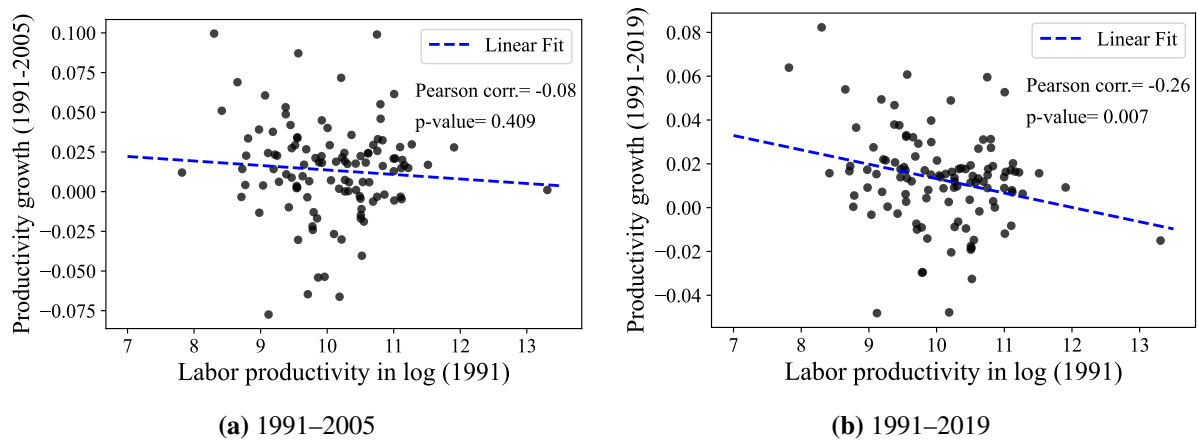 Productivity growth (1991-2005)
0.100
0.075
0.050
0.025
0.000
−0.025
−0.050
−0.075
Linear Fit
Pearson corr.= -0.08
p-value= 0.409
7 8 9 10 11 12 13
Labor productivity in log (1991)
(a) 1991–2005
Productivity growth (1991-2019)
0.08
0.06
0.04
0.02
0.00
−0.02
−0.04
Linear Fit
Pearson corr.= -0.26
p-value= 0.007
7 8 9 10 11 12 13
Labor productivity in log (1991)
(b) 1991–2019